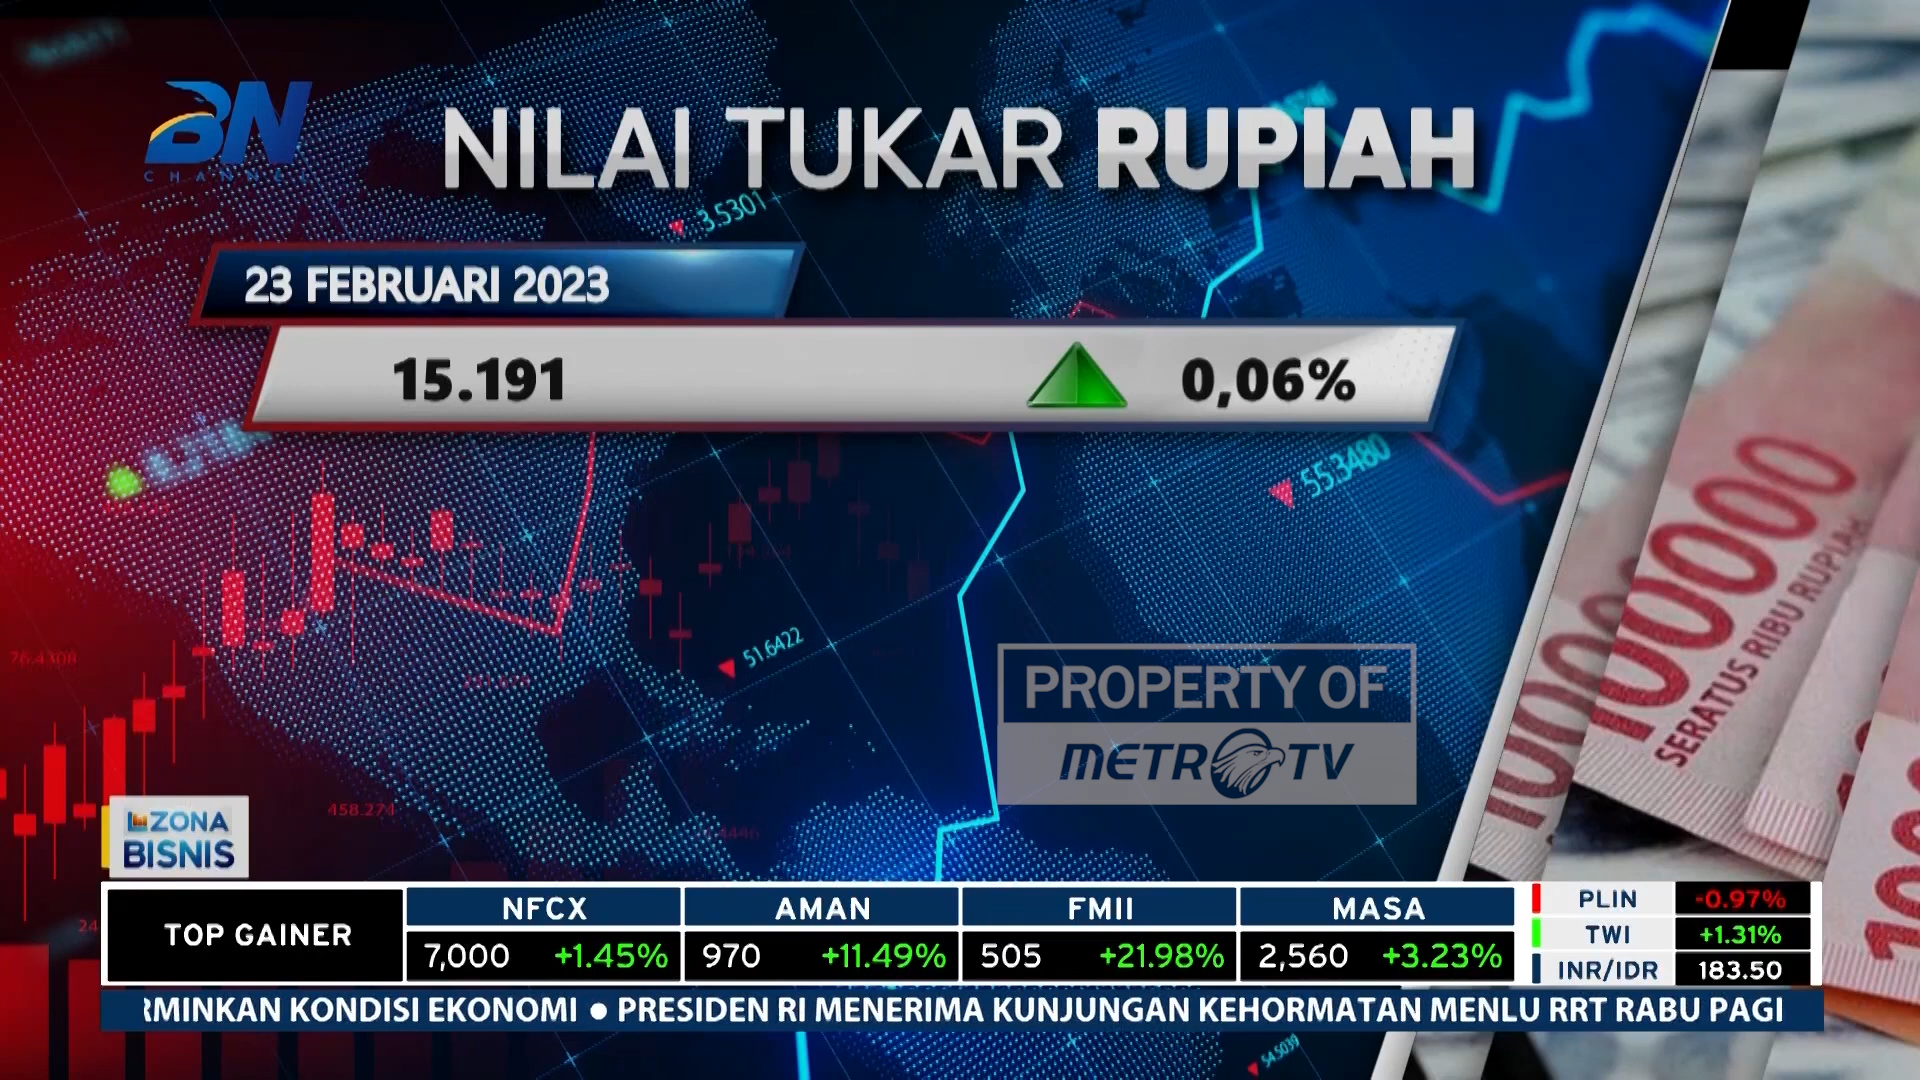 BN
CHANNEL
NILAI TUKAR RUPIAH
3.5301
23 FEBRUARI 2023
15.191 0,06%
55.3480
51.6422
76.4308
458.274
100000
SERATUS RIBU RUPIAH
PROPERTY OF
METRO TV
ZONA
BISNIS
TOP GAINER
NFCX
7,000 +1.45%
AMAN
970 +11.49%
FMII
505 +21.98%
MASA
2,560 +3.23%
PLIN -0.97%
TWI +1.31%
INR/IDR 183.50
RMINKAN KONDISI EKONOMI ● PRESIDEN RI MENERIMA KUNJUNGAN KEHORMATAN MENLU RRT RABU PAGI
54.5039